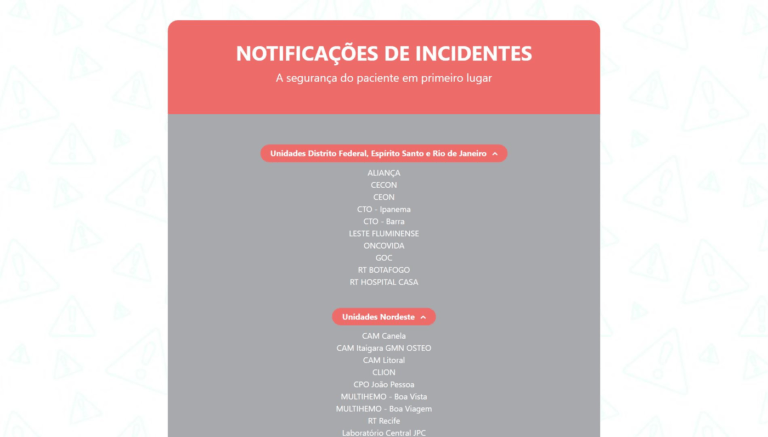 NOTIFICAÇÕES DE INCIDENTES
A segurança do paciente em primeiro lugar
Unidades Distrito Federal, Espírito Santo e Rio de Janeiro
ALIANÇA
CECON
CEON
CTO - Ipanema
CTO - Barra
LESTE FLUMINENSE
ONCOVIDA
GOC
RT BOTAFOGO
RT HOSPITAL CASA
Unidades Nordeste
CAM Canela
CAM Itaigara GMN OSTEO
CAM Litoral
CLION
CPO João Pessoa
MULTIHEMO - Boa Vista
MULTIHEMO - Boa Viagem
RT Recife
Laboratório Central JPC